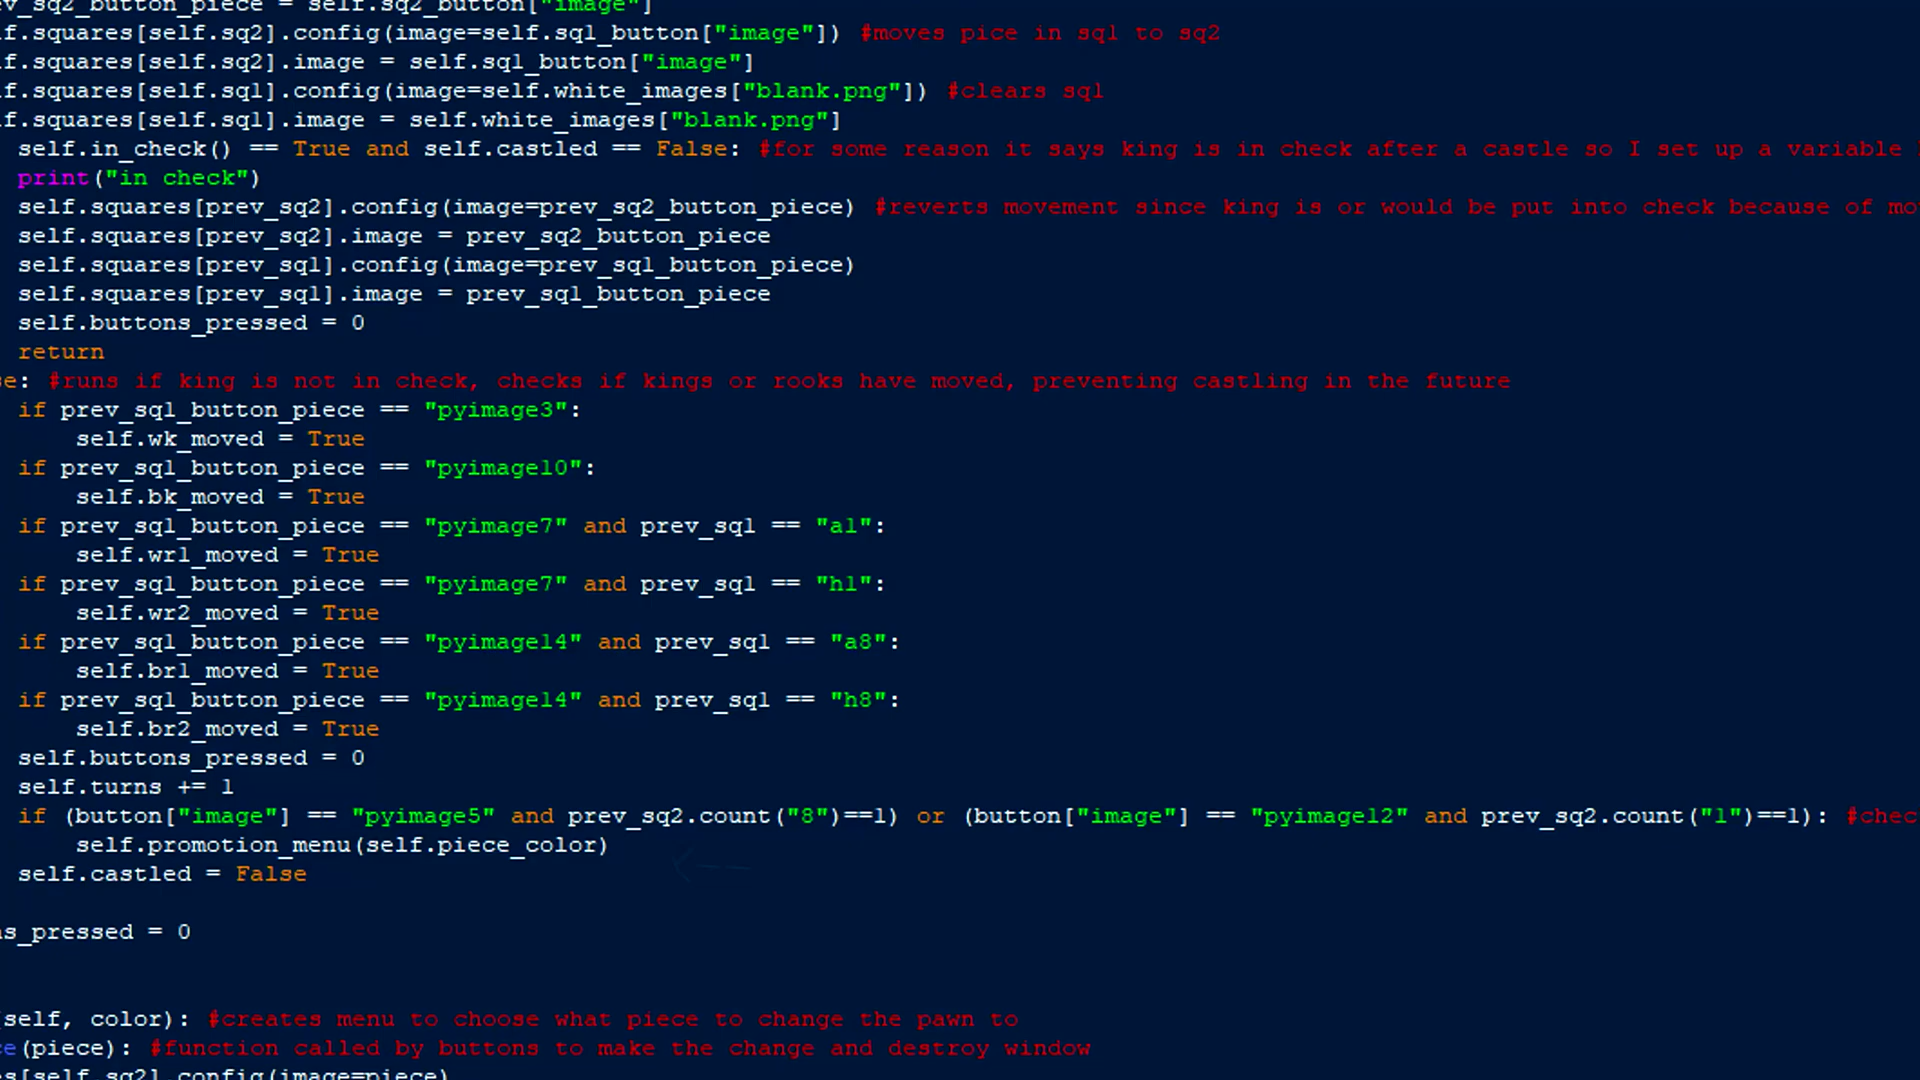 ev_sq2_button_piece = self.sq2_button["image"]
lf.squares[self.sq2].config(image=self.sq1_button["image"]) #moves pice in sq1 to sq2
lf.squares[self.sq2].image = self.sq1_button["image"]
lf.squares[self.sq1].config(image=self.white_images["blank.png"]) #clears sq1
lf.squares[self.sq1].image = self.white_images["blank.png"]
self.in_check() == True and self.castled == False: #for some reason it says king is in check after a castle so I set up a variable
print("in check")
self.squares[prev_sq2].config(image=prev_sq2_button_piece) #reverts movement since king is or would be put into check because of mo
self.squares[prev_sq2].image = prev_sq2_button_piece
self.squares[prev_sq1].config(image=prev_sq1_button_piece)
self.squares[prev_sq1].image = prev_sq1_button_piece
self.buttons_pressed = 0
return
se: #runs if king is not in check, checks if kings or rooks have moved, preventing castling in the future
if prev_sq1_button_piece == "pyimage3":
self.wk_moved = True
if prev_sq1_button_piece == "pyimage10":
self.bk_moved = True
if prev_sq1_button_piece == "pyimage7" and prev_sq1 == "a1":
self.wr1_moved = True
if prev_sq1_button_piece == "pyimage7" and prev_sq1 == "h1":
self.wr2_moved = True
if prev_sq1_button_piece == "pyimage14" and prev_sq1 == "a8":
self.br1_moved = True
if prev_sq1_button_piece == "pyimage14" and prev_sq1 == "h8":
self.br2_moved = True
self.buttons_pressed = 0
self.turns += 1
if (button["image"] == "pyimage5" and prev_sq2.count("8")==1) or (button["image"] == "pyimage12" and prev_sq2.count("1")==1): #chec
self.promotion_menu(self.piece_color)
self.castled = False
ns_pressed = 0
(self, color): #creates menu to choose what piece to change the pawn to
ce(piece): #function called by buttons to make the change and destroy window
es[self.sq2].config(image=piece)